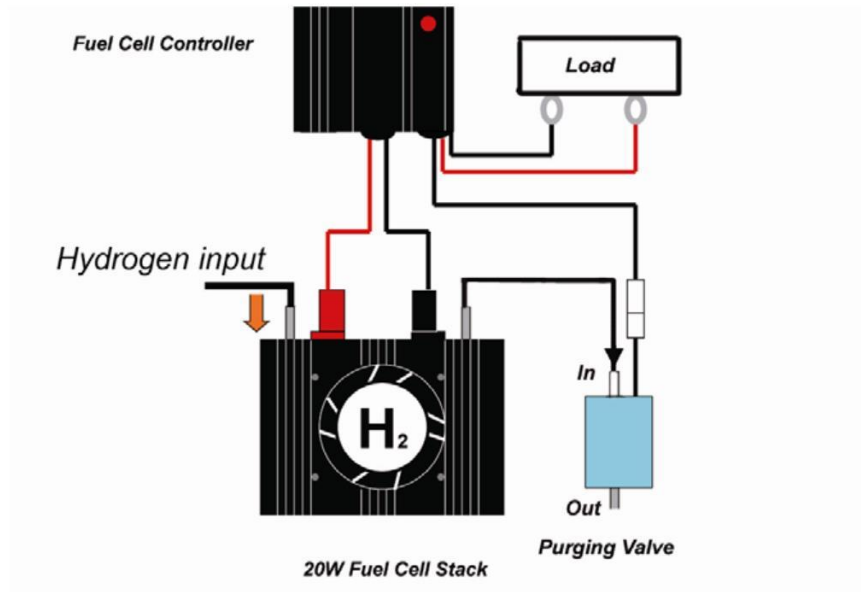 Fuel Cell Controller
Load
Hydrogen input
H2
In
Out
Purging Valve
20W Fuel Cell Stack